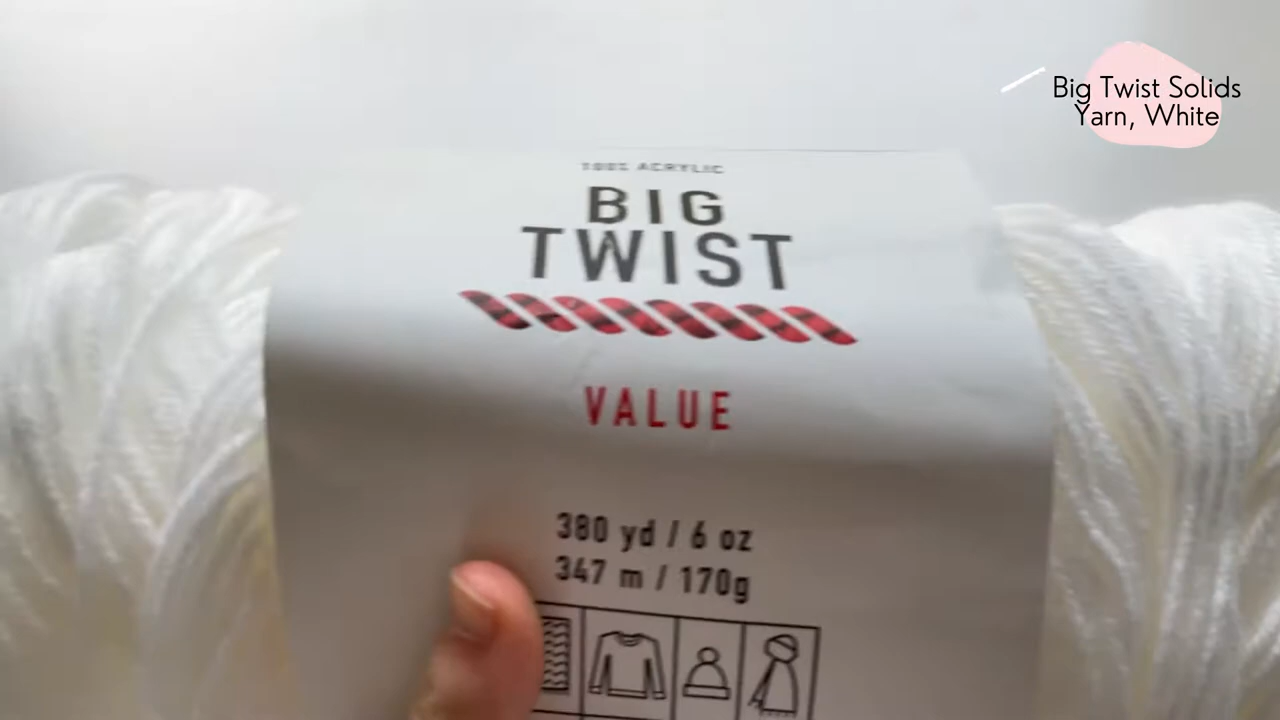 Big Twist Solids
Yarn, White
100% ACRYLIC
BIG
TWIST
VALUE
380 yd / 6 oz
347 m / 170g